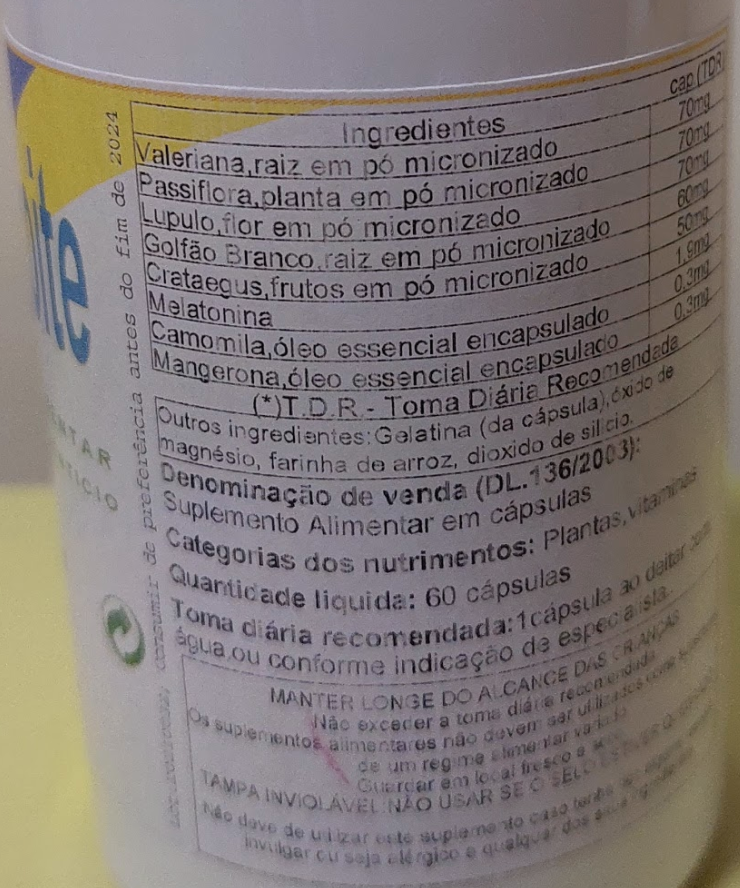 Ingredientes cap (TDR
Valeriana,raiz em pó micronizado 70mg
Passiflora,planta em pó micronizado 70mg
Lupulo,flor em pó micronizado 70mg
Golfão Branco,raiz em pó micronizado 60mg
Crataegus,frutos em pó micronizado 50mg
Melatonina 1,9mg
Camomila,óleo essencial encapsulado 0,3mg
Mangerona,óleo essencial encapsulado 0,3mg
(*)T.D.R.- Toma Diária Recomendada
Outros ingredientes:Gelatina (da cápsula),óxido de
magnésio, farinha de arroz, dioxido de silicio.
Denominação de venda (DL.136/2003):
Suplemento Alimentar em cápsulas
Categorias dos nutrimentos: Plantas,vitaminas
Quantidade liquida: 60 cápsulas
Toma diária recomendada:1cápsula ao deitar com
água,ou conforme indicação de especialista.
MANTER LONGE DO ALCANCE DAS CRIANÇAS
Não exceder a toma diária recomendada
Os suplementos alimentares não devem ser utilizados como
de um regime alimentar variado
Guardar em local fresco e
TAMPA INVIOLÁVEL:NÃO USAR SE O SELO
Não deve de utilizar este suplemento caso tenha
invulgar ou seja alérgico a qualquer dos
consumir de preferência antes do fim de 2024
ite
NTAR
NTICIO